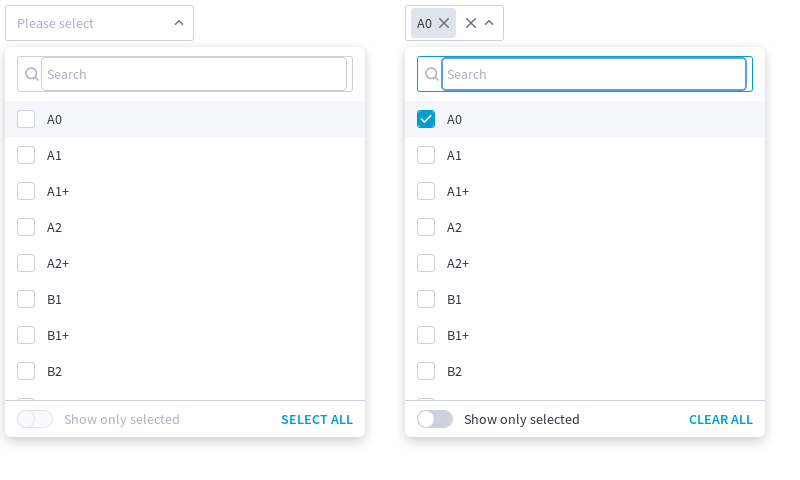 Please select
Search
A0
A1
A1+
A2
A2+
B1
B1+
B2
Show only selected
SELECT ALL
A0
Search
A0
A1
A1+
A2
A2+
B1
B1+
B2
Show only selected
CLEAR ALL